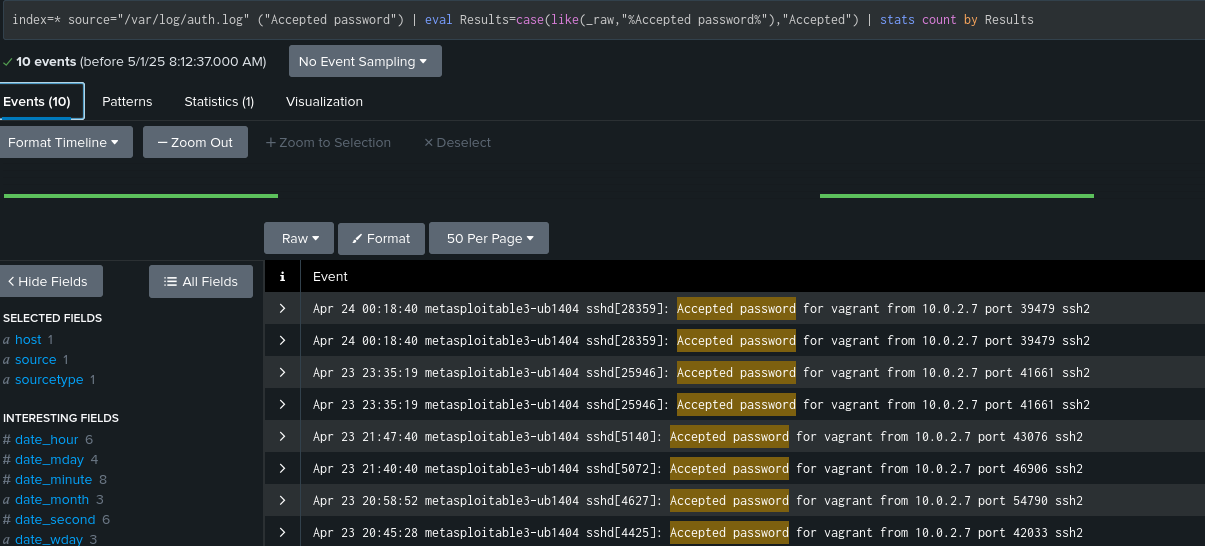 index=* source="/var/log/auth.log" ("Accepted password") | eval Results=case(like(_raw,"%Accepted password%"),"Accepted") | stats count by Results
✓ 10 events (before 5/1/25 8:12:37.000 AM) No Event Sampling ▾
Events (10) Patterns Statistics (1) Visualization
Format Timeline ▾ − Zoom Out + Zoom to Selection × Deselect
Raw ▾ Format 50 Per Page ▾
< Hide Fields All Fields
i Event
SELECTED FIELDS
a host 1
a source 1
a sourcetype 1
INTERESTING FIELDS
# date_hour 6
# date_mday 4
# date_minute 8
a date_month 3
# date_second 6
a date_wday 3
> Apr 24 00:18:40 metasploitable3-ub1404 sshd[28359]: Accepted password for vagrant from 10.0.2.7 port 39479 ssh2
> Apr 24 00:18:40 metasploitable3-ub1404 sshd[28359]: Accepted password for vagrant from 10.0.2.7 port 39479 ssh2
> Apr 23 23:35:19 metasploitable3-ub1404 sshd[25946]: Accepted password for vagrant from 10.0.2.7 port 41661 ssh2
> Apr 23 23:35:19 metasploitable3-ub1404 sshd[25946]: Accepted password for vagrant from 10.0.2.7 port 41661 ssh2
> Apr 23 21:47:40 metasploitable3-ub1404 sshd[5140]: Accepted password for vagrant from 10.0.2.7 port 43076 ssh2
> Apr 23 21:40:40 metasploitable3-ub1404 sshd[5072]: Accepted password for vagrant from 10.0.2.7 port 46906 ssh2
> Apr 23 20:58:52 metasploitable3-ub1404 sshd[4627]: Accepted password for vagrant from 10.0.2.7 port 54790 ssh2
> Apr 23 20:45:28 metasploitable3-ub1404 sshd[4425]: Accepted password for vagrant from 10.0.2.7 port 42033 ssh2